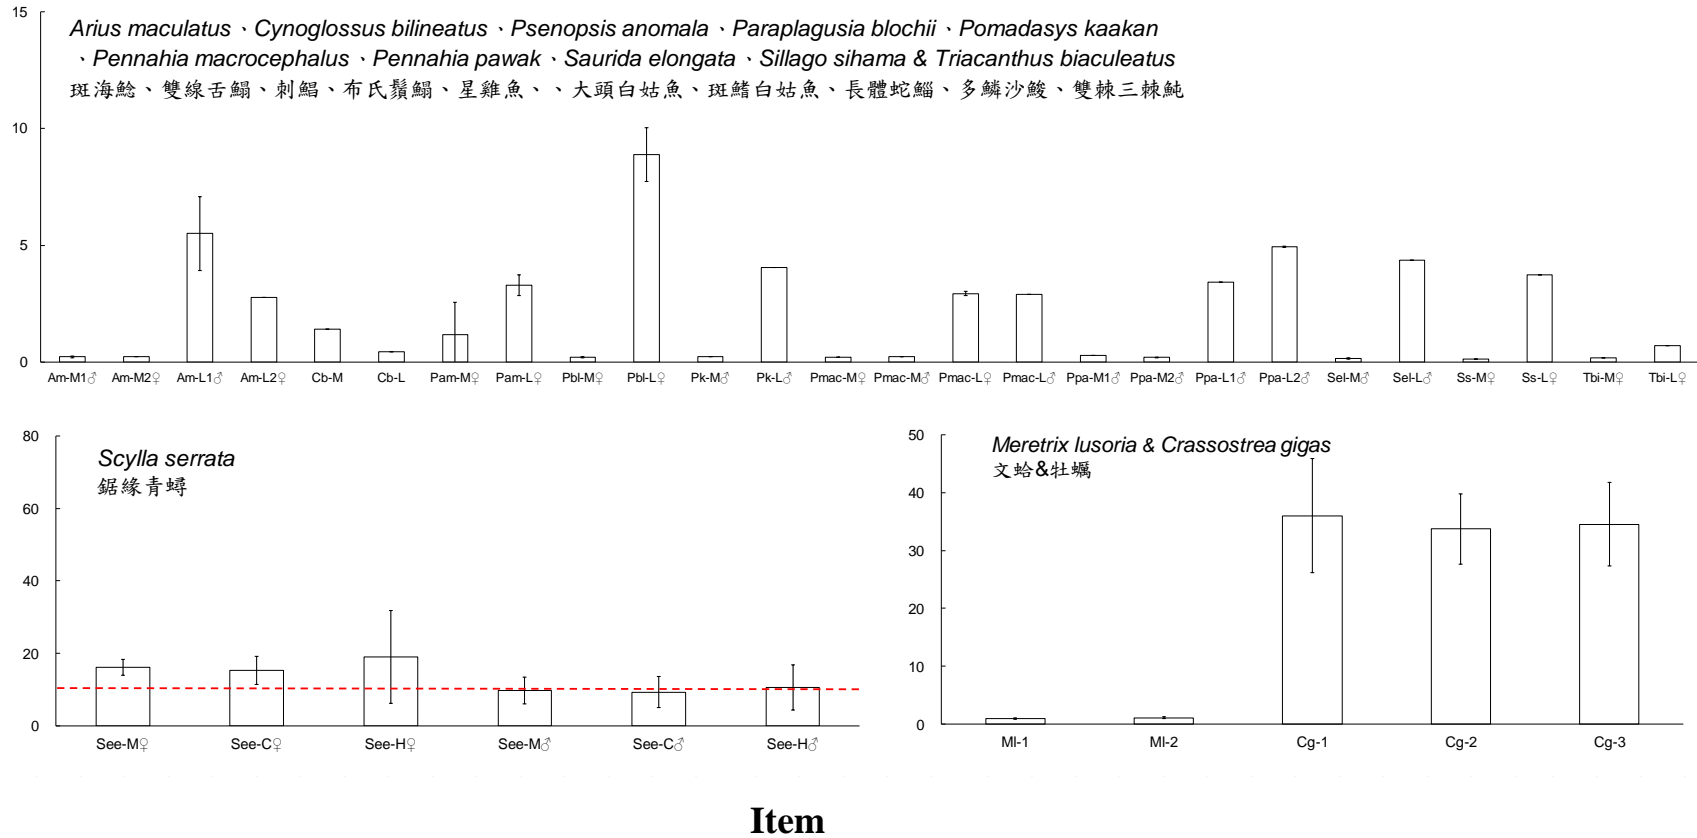 15
Arius maculatus、Cynoglossus bilineatus、Psenopsis anomala、Paraplagusia blochii、Pomadasys kaakan
、Pennahia macrocephalus、Pennahia pawak、Saurida elongata、Sillago sihama & Triacanthus biaculeatus
斑海鯰、雙線舌鰨、刺鯧、布氏鬚鰨、星雞魚、、大頭白姑魚、斑鰭白姑魚、長體蛇鯔、多鱗沙鮻、雙棘三棘魨
10
5
0
Am-M1♂ Am-M2♀ Am-L1♂ Am-L2♀ Cb-M Cb-L Pam-M♀ Pam-L♀ Pbl-M♀ Pbl-L♀ Pk-M♂ Pk-L♂ Pmac-M♀ Pmac-M♂ Pmac-L♀ Pmac-L♂ Ppa-M1♂ Ppa-M2♂ Ppa-L1♂ Ppa-L2♂ Sel-M♂ Sel-L♂ Ss-M♀ Ss-L♀ Tbi-M♀ Tbi-L♀
80
Scylla serrata
鋸緣青蟳
60
40
20
0
See-M♀ See-C♀ See-H♀ See-M♂ See-C♂ See-H♂
50
Meretrix lusoria & Crassostrea gigas
文蛤&牡蠣
40
30
20
10
0
Ml-1 Ml-2 Cg-1 Cg-2 Cg-3
Item